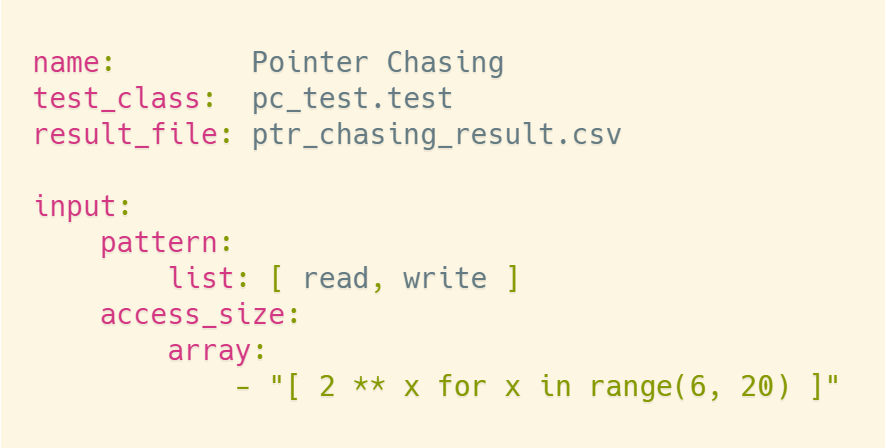 name:        Pointer Chasing
test_class:  pc_test.test
result_file: ptr_chasing_result.csv

input:
    pattern:
        list: [ read, write ]
    access_size:
        array:
            - "[ 2 ** x for x in range(6, 20) ]"